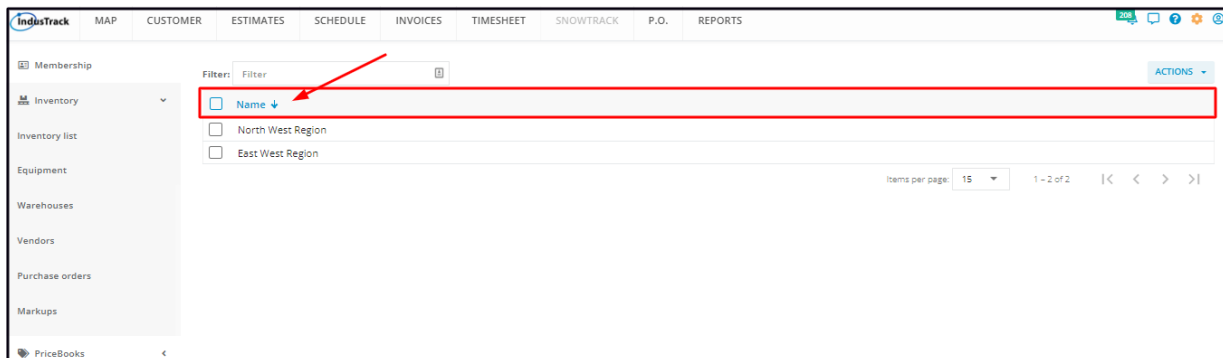 IndusTrack MAP CUSTOMER ESTIMATES SCHEDULE INVOICES TIMESHEET SNOWTRACK P.O. REPORTS 208
Membership
Filter: Filter ACTIONS
Inventory
Name
Inventory list
North West Region
East West Region
Equipment
Items per page: 15 1 – 2 of 2
Warehouses
Vendors
Purchase orders
Markups
PriceBooks